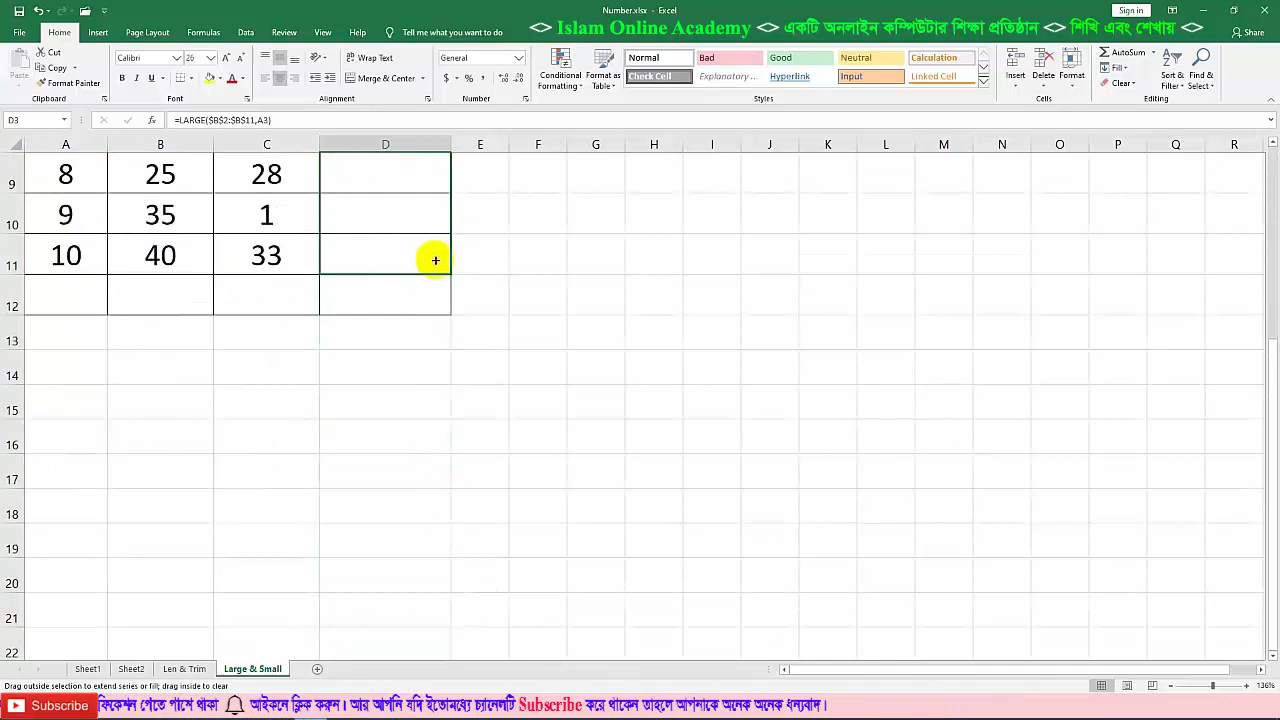 Number.xlsx - Excel
Sign in
<> Islam Online Academy <> একটি অনলাইন কম্পিউটার শিক্ষা প্রতিষ্ঠান <> শিখি এবং শেখায় <>
File Home Insert Page Layout Formulas Data Review View Help Tell me what you want to do Share
Paste Cut Copy Format Painter Clipboard
Calibri 26 B I U A Font
Wrap Text Merge & Center Alignment
General $ % , Number
Conditional Formatting Format as Table
Normal Bad Good Neutral Calculation
Check Cell Explanatory ... Hyperlink Input Linked Cell
Styles
Insert Delete Format Cells
AutoSum Fill Clear Sort & Filter Find & Select Editing
D3 fx =LARGE($B$2:$B$11,A3)
A B C D E F G H I J K L M N O P Q R
9 8 25 28
10 9 35 1
11 10 40 33
12
13
14
15
16
17
18
19
20
21
22
Sheet1 Sheet2 Len & Trim Large & Small
Drag outside selection to extend series or fill; drag inside to clear
136%
Subscribe ফিকেশন পেতে পাশে থাকা আইকনে ক্লিক করুন। আর আপনি যদি ইতোমধ্যে চ্যানেলটি Subscribe করে থাকেন তাহলে আপনাকে অনেক অনেক ধন্যবাদ।